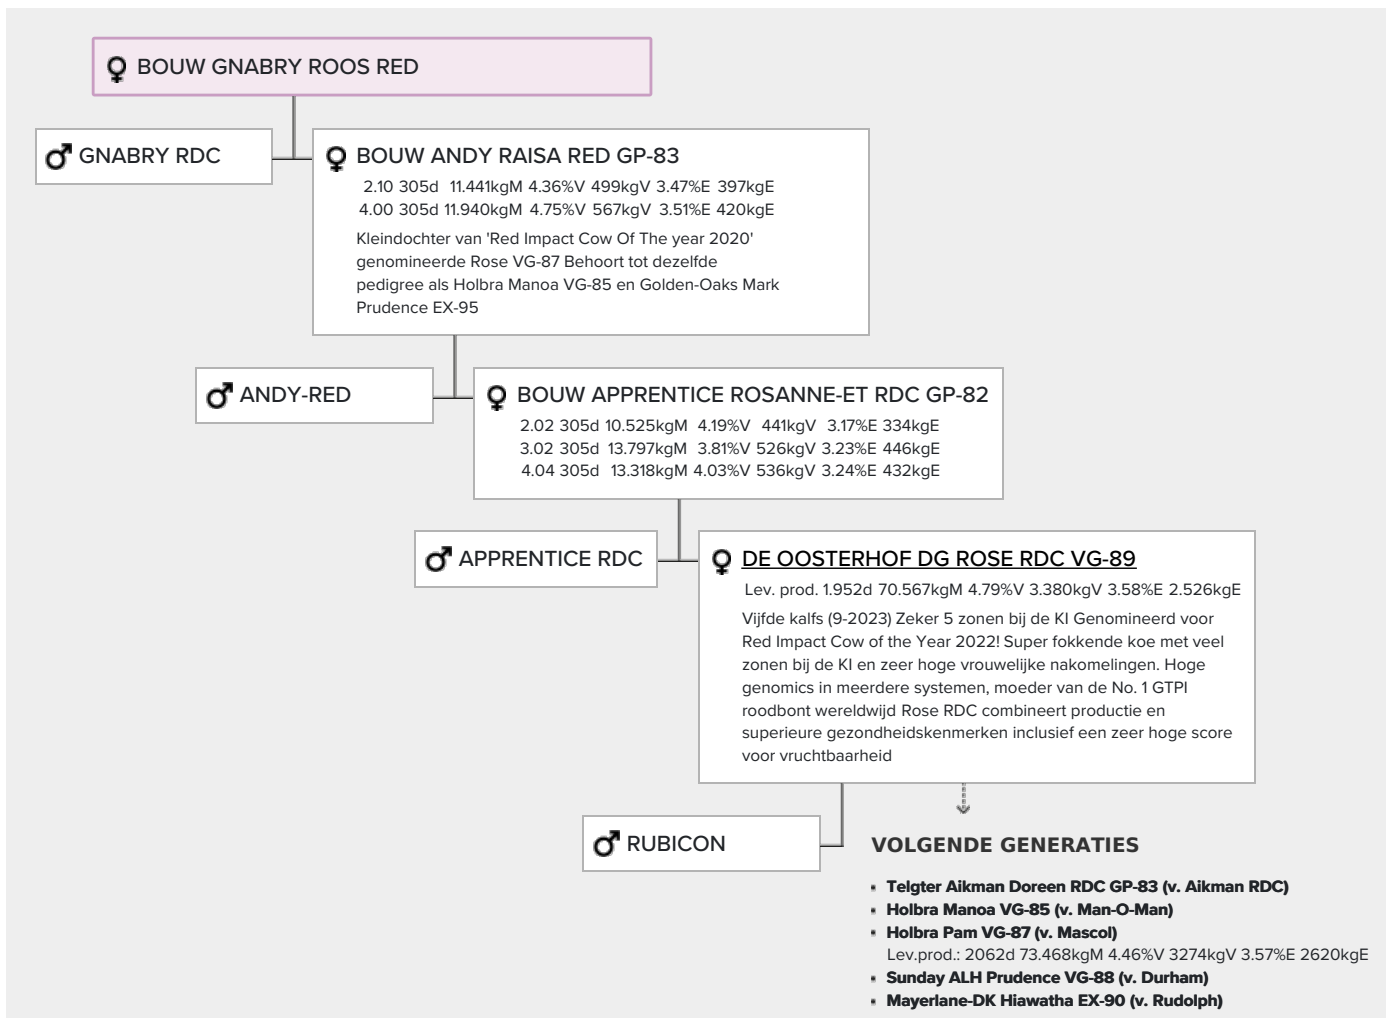 BOUW GNABRY ROOS RED
GNABRY RDC
BOUW ANDY RAISA RED GP-83
2.10 305d 11.441kgM 4.36%V 499kgV 3.47%E 397kgE
4.00 305d 11.940kgM 4.75%V 567kgV 3.51%E 420kgE
Kleindochter van 'Red Impact Cow Of The year 2020'
genomineerde Rose VG-87 Behoort tot dezelfde
pedigree als Holbra Manoa VG-85 en Golden-Oaks Mark
Prudence EX-95
ANDY-RED
BOUW APPRENTICE ROSANNE-ET RDC GP-82
2.02 305d 10.525kgM 4.19%V 441kgV 3.17%E 334kgE
3.02 305d 13.797kgM 3.81%V 526kgV 3.23%E 446kgE
4.04 305d 13.318kgM 4.03%V 536kgV 3.24%E 432kgE
APPRENTICE RDC
DE OOSTERHOF DG ROSE RDC VG-89
Lev. prod. 1.952d 70.567kgM 4.79%V 3.380kgV 3.58%E 2.526kgE
Vijfde kalfs (9-2023) Zeker 5 zonen bij de KI Genomineerd voor
Red Impact Cow of the Year 2022! Super fokkende koe met veel
zonen bij de KI en zeer hoge vrouwelijke nakomelingen. Hoge
genomics in meerdere systemen, moeder van de No. 1 GTPI
roodbont wereldwijd Rose RDC combineert productie en
superieure gezondheidskenmerken inclusief een zeer hoge score
voor vruchtbaarheid
RUBICON
VOLGENDE GENERATIES
Telgter Aikman Doreen RDC GP-83 (v. Aikman RDC)
Holbra Manoa VG-85 (v. Man-O-Man)
Holbra Pam VG-87 (v. Mascol)
Lev.prod.: 2062d 73.468kgM 4.46%V 3274kgV 3.57%E 2620kgE
Sunday ALH Prudence VG-88 (v. Durham)
Mayerlane-DK Hiawatha EX-90 (v. Rudolph)